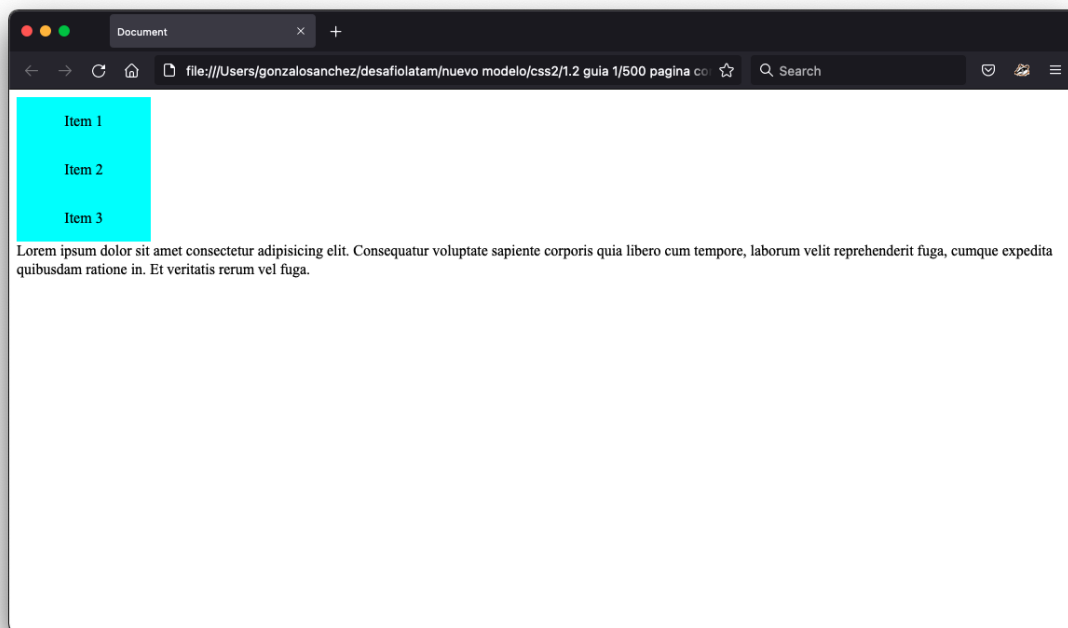 Document
file:///Users/gonzalosanchez/desafiolatam/nuevo modelo/css2/1.2 guia 1/500 pagina co
Search
Item 1
Item 2
Item 3
Lorem ipsum dolor sit amet consectetur adipisicing elit. Consequatur voluptate sapiente corporis quia libero cum tempore, laborum velit reprehenderit fuga, cumque expedita
quibusdam ratione in. Et veritatis rerum vel fuga.